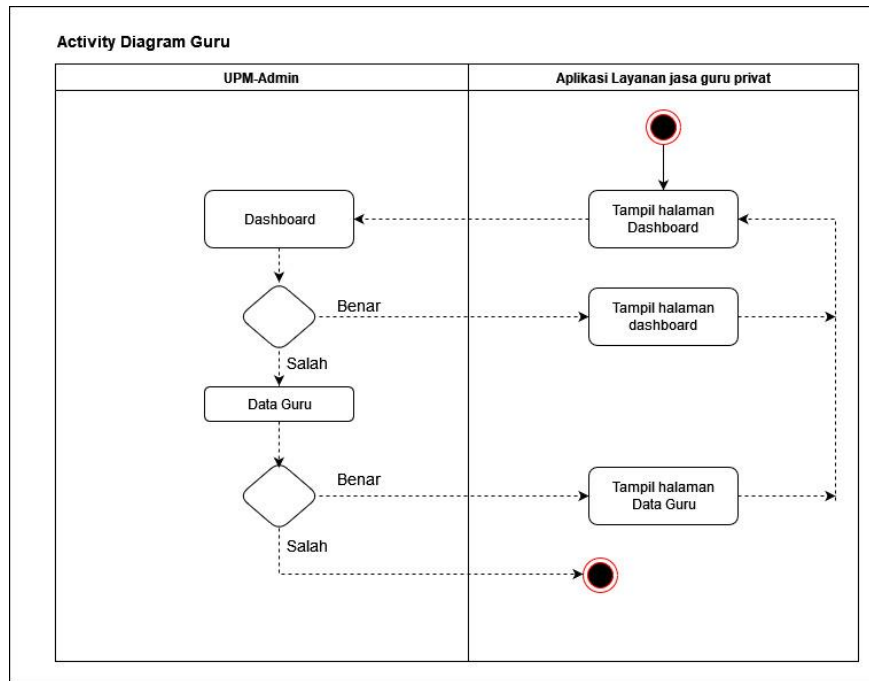 Activity Diagram Guru
UPM-Admin
Aplikasi Layanan jasa guru privat
Dashboard
Tampil halaman
Dashboard
Benar
Tampil halaman
dashboard
Salah
Data Guru
Benar
Tampil halaman
Data Guru
Salah